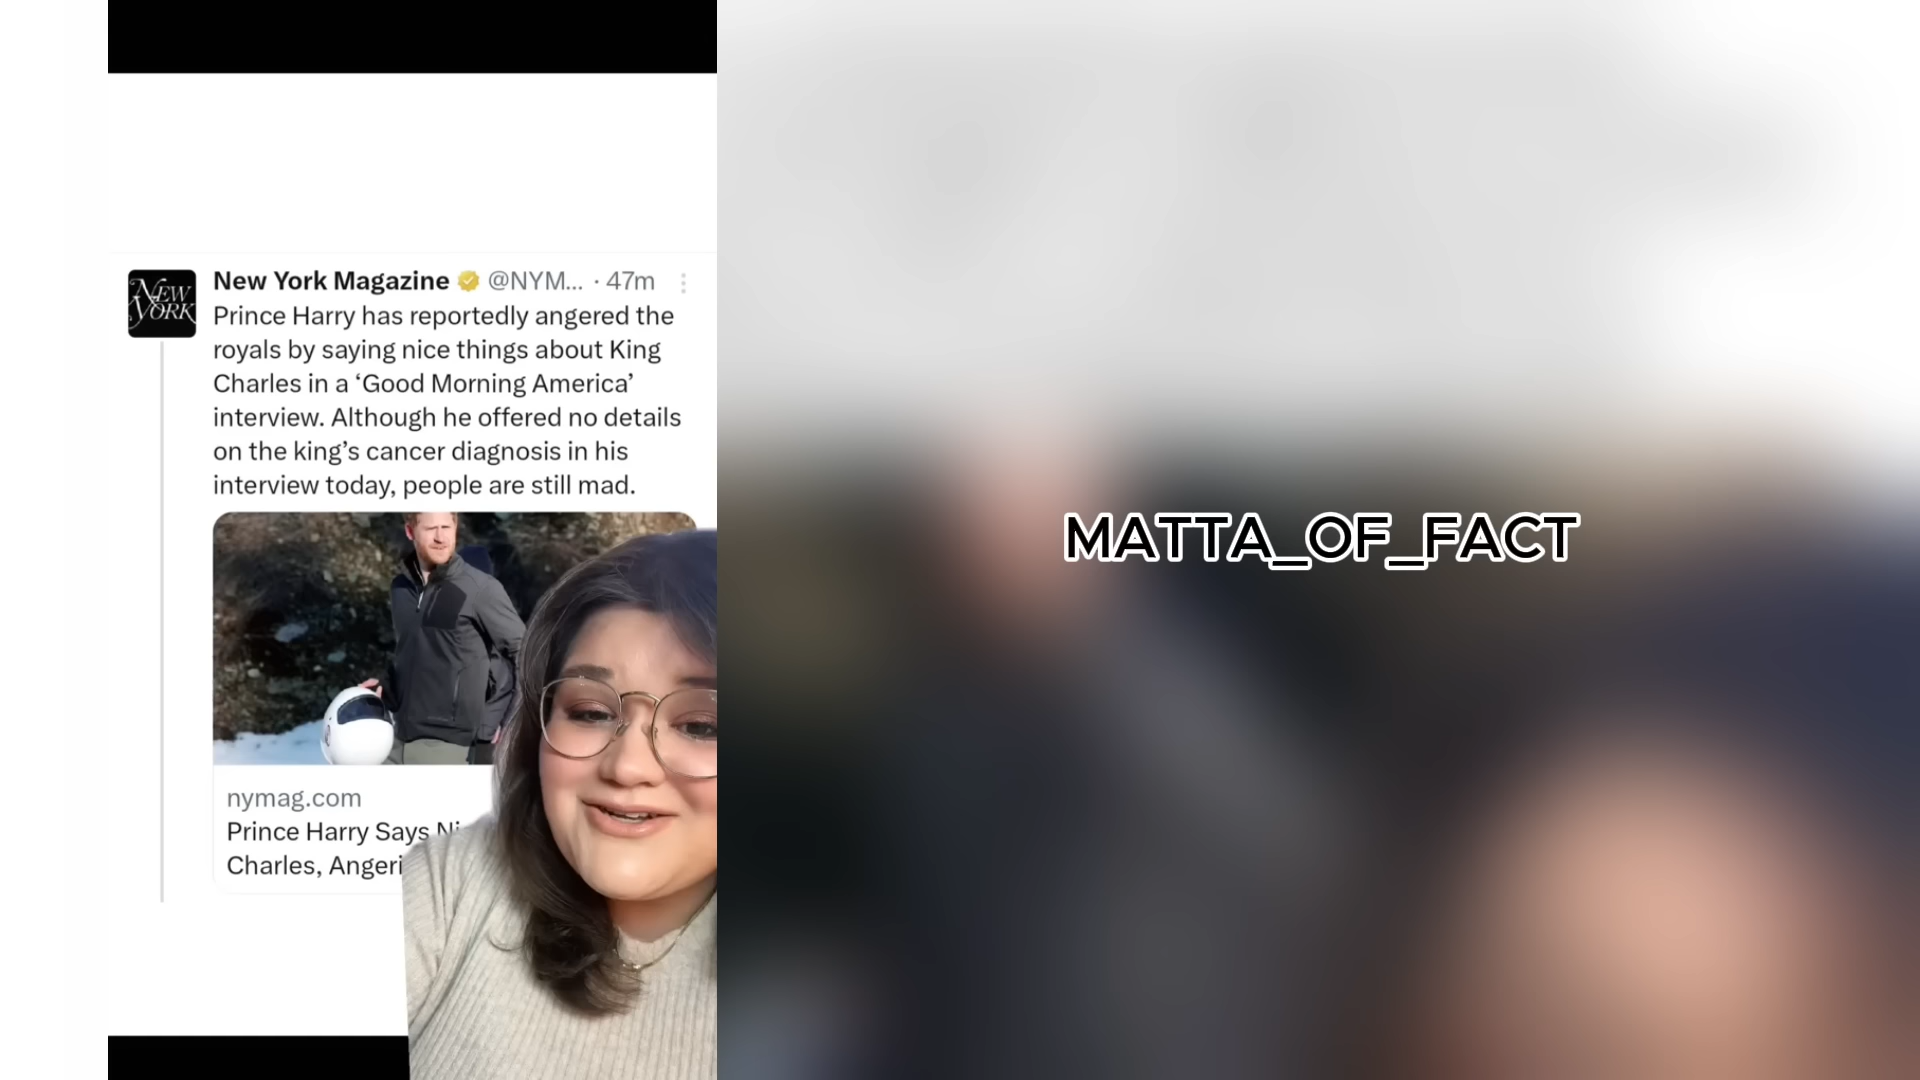 New York Magazine @NYM... · 47m
Prince Harry has reportedly angered the
royals by saying nice things about King
Charles in a ‘Good Morning America’
interview. Although he offered no details
on the king’s cancer diagnosis in his
interview today, people are still mad.
NEW
YORK
nymag.com
Prince Harry Says
Charles,
MATTA_OF_FACT